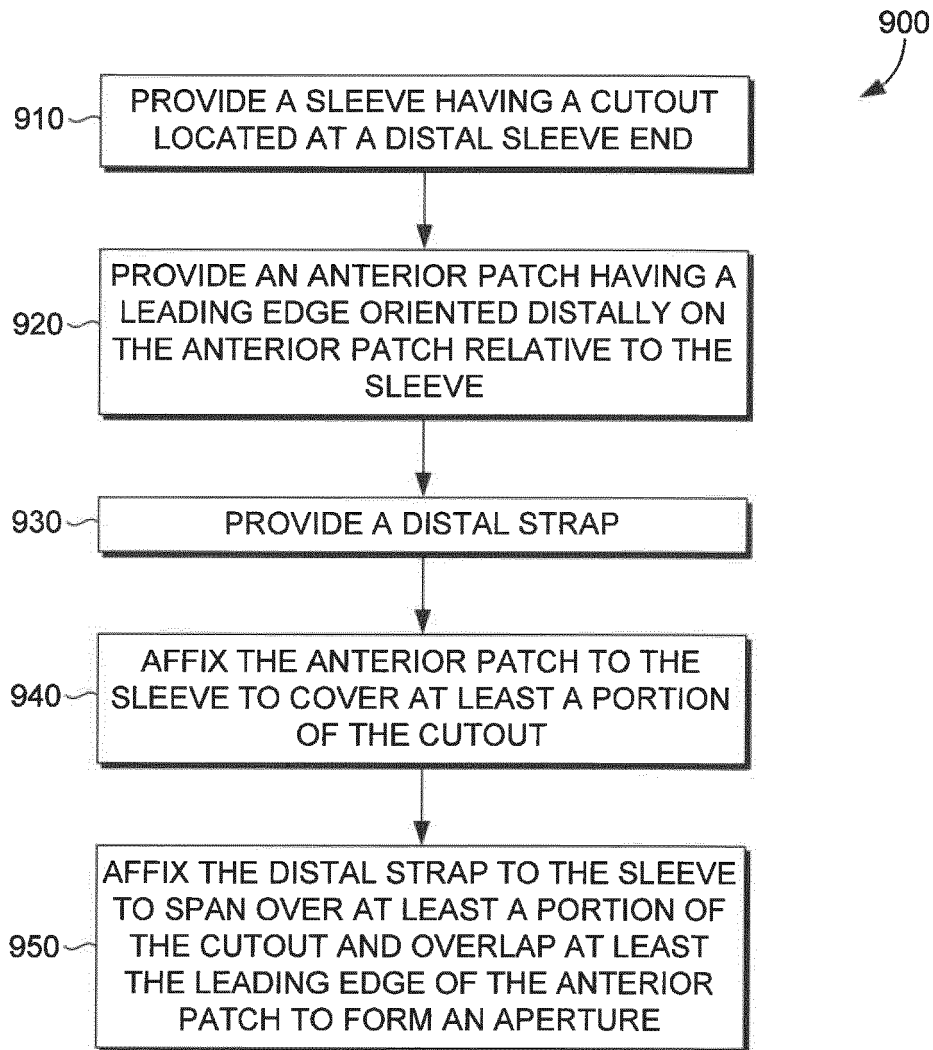 900
910
PROVIDE A SLEEVE HAVING A CUTOUT
LOCATED AT A DISTAL SLEEVE END
920
PROVIDE AN ANTERIOR PATCH HAVING A
LEADING EDGE ORIENTED DISTALLY ON
THE ANTERIOR PATCH RELATIVE TO THE
SLEEVE
930
PROVIDE A DISTAL STRAP
940
AFFIX THE ANTERIOR PATCH TO THE
SLEEVE TO COVER AT LEAST A PORTION
OF THE CUTOUT
950
AFFIX THE DISTAL STRAP TO THE SLEEVE
TO SPAN OVER AT LEAST A PORTION OF
THE CUTOUT AND OVERLAP AT LEAST
THE LEADING EDGE OF THE ANTERIOR
PATCH TO FORM AN APERTURE